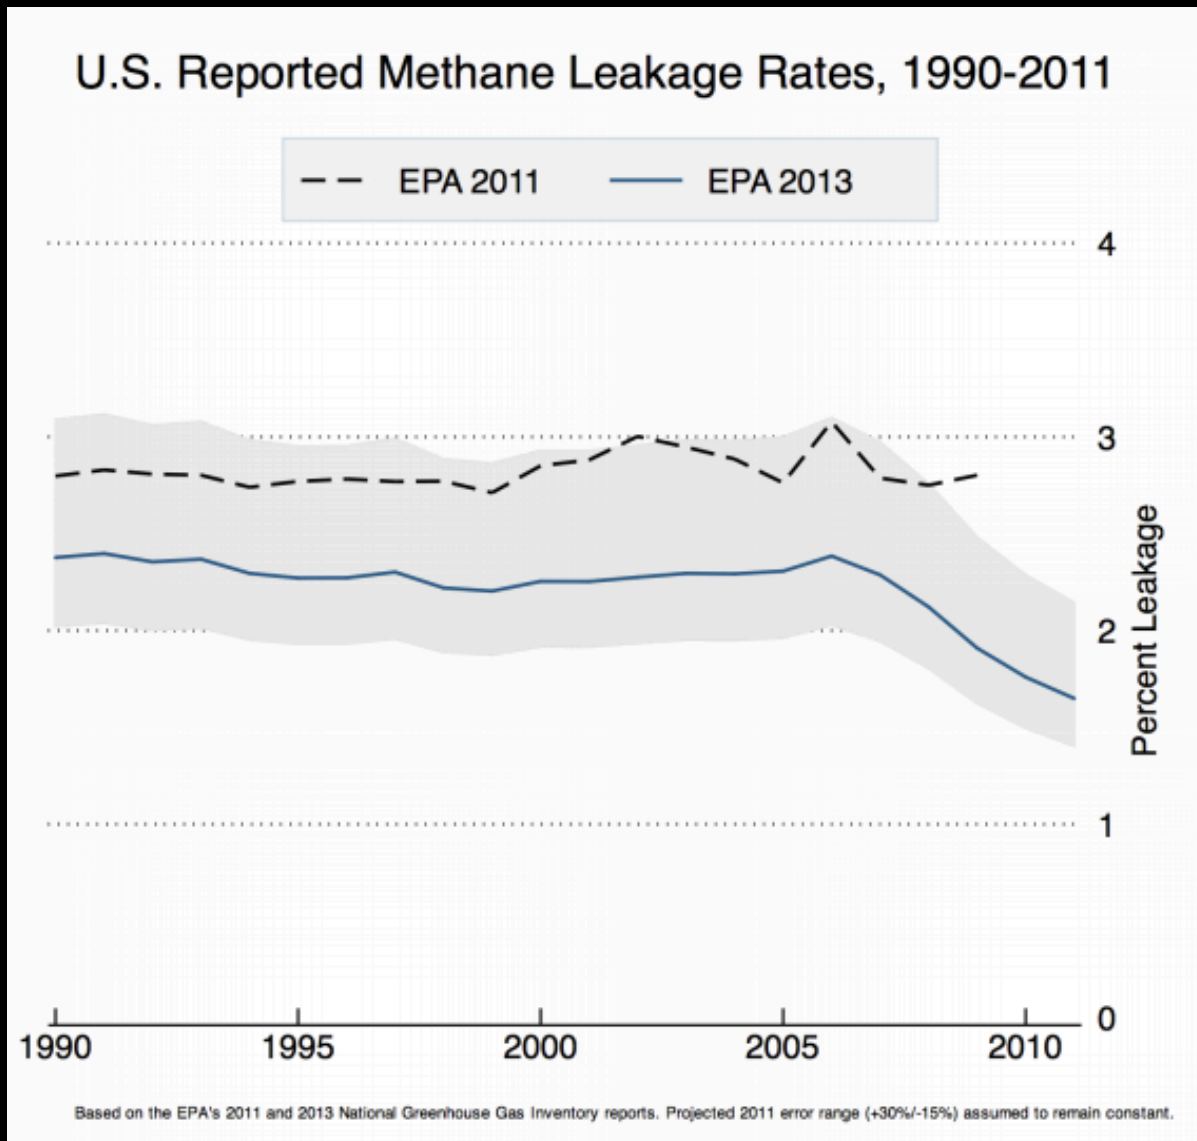 U.S. Reported Methane Leakage Rates, 1990-2011
EPA 2011 EPA 2013
4
3
2
1
0
Percent Leakage
1990 1995 2000 2005 2010
Based on the EPA's 2011 and 2013 National Greenhouse Gas Inventory reports. Projected 2011 error range (+30%/-15%) assumed to remain constant.